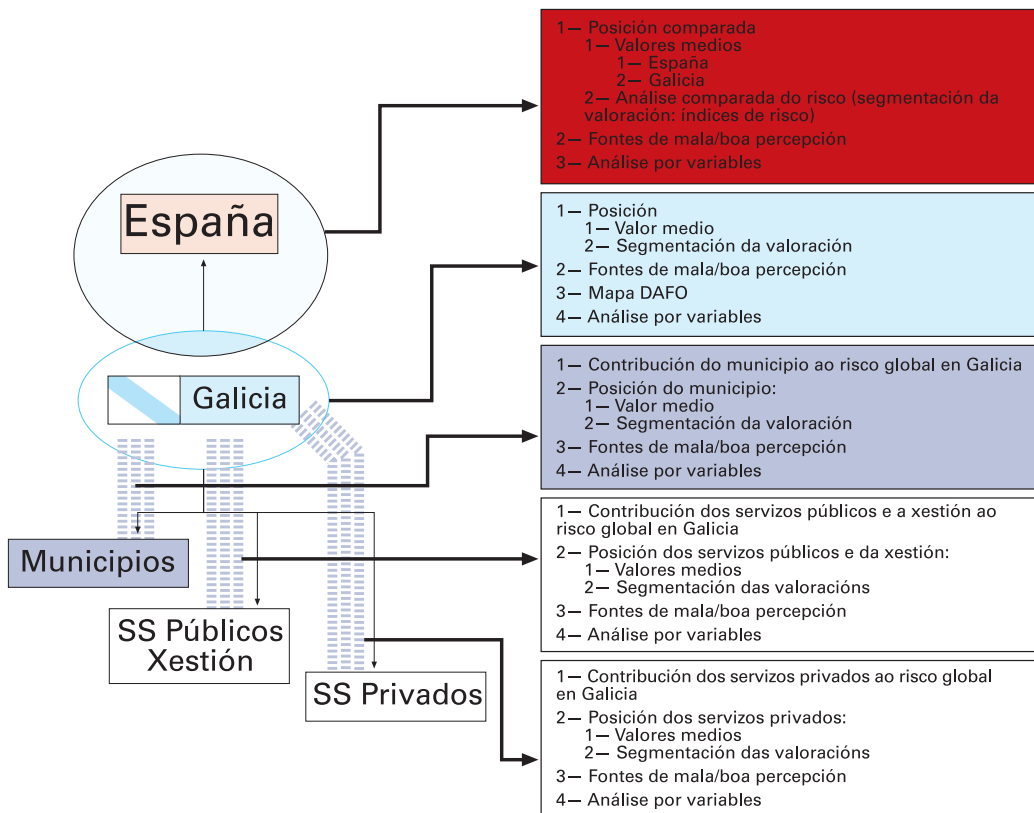 España
Galicia
Municipios
SS Públicos
Xestión
SS Privados
1— Posición comparada
1— Valores medios
1— España
2— Galicia
2— Análise comparada do risco (segmentación da
valoración: índices de risco)
2— Fontes de mala/boa percepción
3— Análise por variables
1— Posición
1— Valor medio
2— Segmentación da valoración
2— Fontes de mala/boa percepción
3— Mapa DAFO
4— Análise por variables
1— Contribución do municipio ao risco global en Galicia
2— Posición do municipio:
1— Valor medio
2— Segmentación da valoración
3— Fontes de mala/boa percepción
4— Análise por variables
1— Contribución dos servizos públicos e a xestión ao
risco global en Galicia
2— Posición dos servizos públicos e da xestión:
1— Valores medios
2— Segmentación das valoracións
3— Fontes de mala/boa percepción
4— Análise por variables
1— Contribución dos servizos privados ao risco global
en Galicia
2— Posición dos servizos privados:
1— Valores medios
2— Segmentación das valoracións
3— Fontes de mala/boa percepción
4— Análise por variables